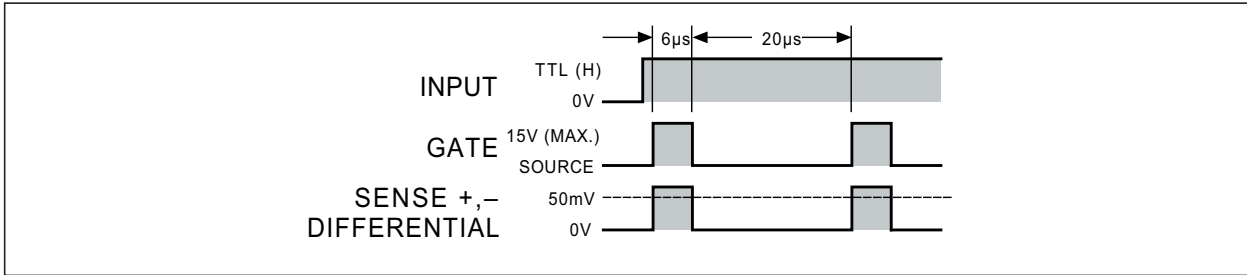 6µs
20µs
INPUT
TTL (H)
0V
GATE
15V (MAX.)
SOURCE
SENSE +,–
DIFFERENTIAL
50mV
0V